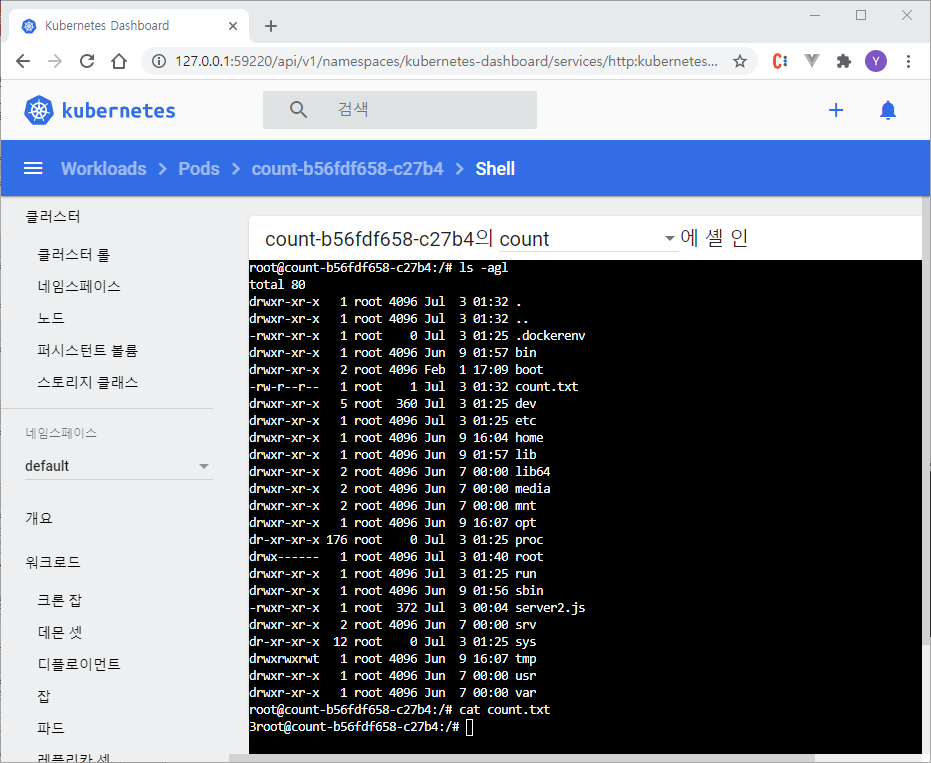 Kubernetes Dashboard
127.0.0.1:59220/api/v1/namespaces/kubernetes-dashboard/services/http:kubernetes...
Y
kubernetes
검색
Workloads > Pods > count-b56fdf658-c27b4 > Shell
클러스터
클러스터 롤
네임스페이스
노드
퍼시스턴트 볼륨
스토리지 클래스
네임스페이스
default
개요
워크로드
크론 잡
데몬 셋
디플로이먼트
잡
파드
레플리카 셋
count-b56fdf658-c27b4의 count 에 셸 인
root@count-b56fdf658-c27b4:/# ls -agl
total 80
drwxr-xr-x   1 root 4096 Jul  3 01:32 .
drwxr-xr-x   1 root 4096 Jul  3 01:32 ..
-rwxr-xr-x   1 root    0 Jul  3 01:25 .dockerenv
drwxr-xr-x   1 root 4096 Jun  9 01:57 bin
drwxr-xr-x   2 root 4096 Feb  1 17:09 boot
-rw-r--r--   1 root    1 Jul  3 01:32 count.txt
drwxr-xr-x   5 root  360 Jul  3 01:25 dev
drwxr-xr-x   1 root 4096 Jul  3 01:25 etc
drwxr-xr-x   1 root 4096 Jun  9 16:04 home
drwxr-xr-x   1 root 4096 Jun  9 01:57 lib
drwxr-xr-x   2 root 4096 Jun  7 00:00 lib64
drwxr-xr-x   2 root 4096 Jun  7 00:00 media
drwxr-xr-x   2 root 4096 Jun  7 00:00 mnt
drwxr-xr-x   1 root 4096 Jun  9 16:07 opt
dr-xr-xr-x 176 root    0 Jul  3 01:25 proc
drwx------   1 root 4096 Jul  3 01:40 root
drwxr-xr-x   1 root 4096 Jul  3 01:25 run
drwxr-xr-x   1 root 4096 Jun  9 01:56 sbin
-rwxr-xr-x   1 root  372 Jul  3 00:04 server2.js
drwxr-xr-x   2 root 4096 Jun  7 00:00 srv
dr-xr-xr-x  12 root    0 Jul  3 01:25 sys
drwxrwxrwt   1 root 4096 Jun  9 16:07 tmp
drwxr-xr-x   1 root 4096 Jun  7 00:00 usr
drwxr-xr-x   1 root 4096 Jun  7 00:00 var
root@count-b56fdf658-c27b4:/# cat count.txt
3root@count-b56fdf658-c27b4:/#